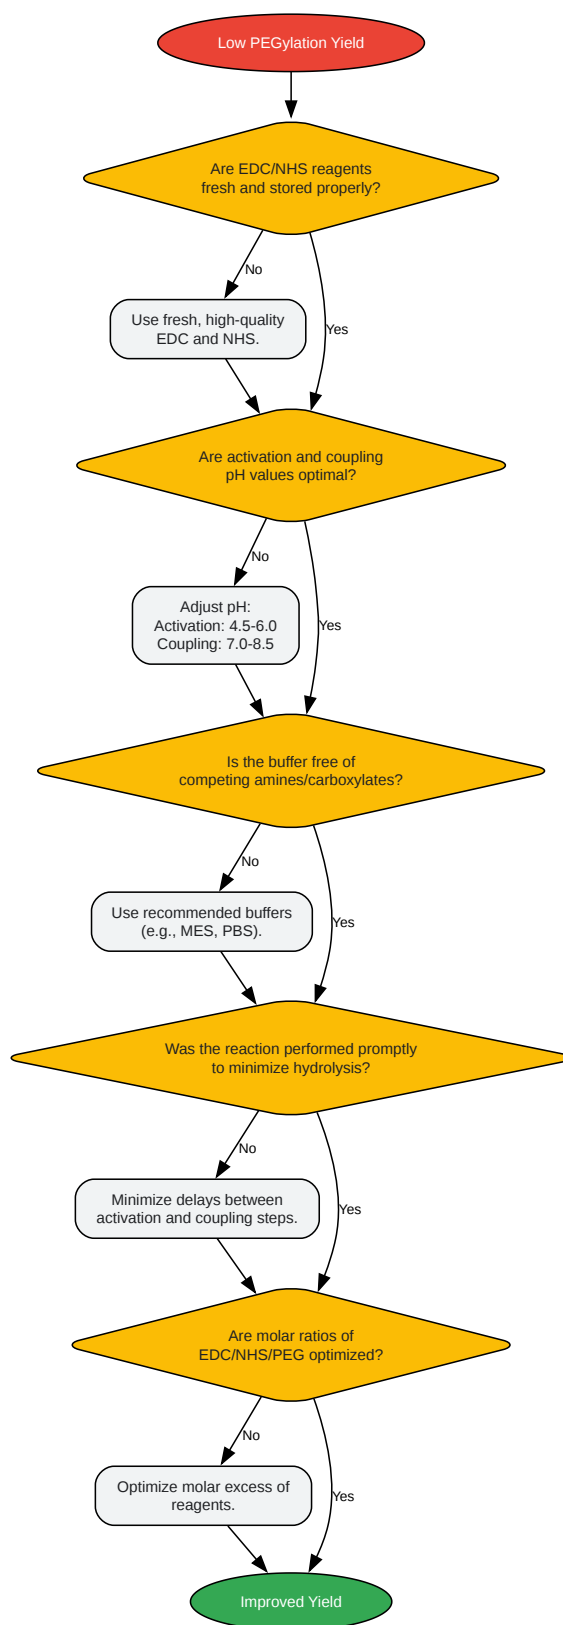 Low PEGylation Yield
Are EDC/NHS reagents
fresh and stored properly?
No
Use fresh, high-quality
EDC and NHS.
Yes
Are activation and coupling
pH values optimal?
No
Adjust pH:
Activation: 4.5-6.0
Coupling: 7.0-8.5
Yes
Is the buffer free of
competing amines/carboxylates?
No
Use recommended buffers
(e.g., MES, PBS).
Yes
Was the reaction performed promptly
to minimize hydrolysis?
No
Minimize delays between
activation and coupling steps.
Yes
Are molar ratios of
EDC/NHS/PEG optimized?
No
Optimize molar excess of
reagents.
Yes
Improved Yield